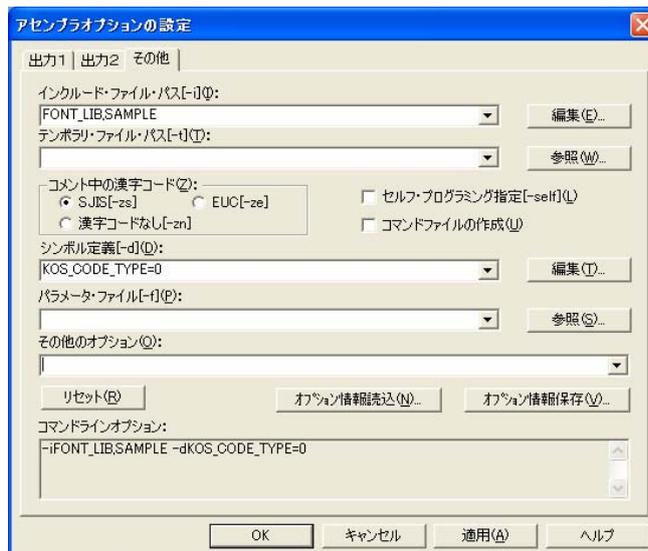 アセンブラオプションの設定
出力1 出力2 その他
インクルード・ファイル・パス[-i](I):
FONT_LIB,SAMPLE
編集(E)...
テンポラリ・ファイル・パス[-t](T):
参照(W)...
コメント中の漢字コード(Z):
SJIS[-zs] EUC[-ze]
漢字コードなし[-zn]
セルフ・プログラミング指定[-self](L)
コマンドファイルの作成(U)
シンボル定義[-d](D):
KOS_CODE_TYPE=0
編集(T)...
パラメータ・ファイル[-f](P):
参照(S)...
その他のオプション(O):
リセット(R) オプション情報読込(N)... オプション情報保存(V)...
コマンドラインオプション:
-iFONT_LIB,SAMPLE -dKOS_CODE_TYPE=0
OK キャンセル 適用(A) ヘルプ